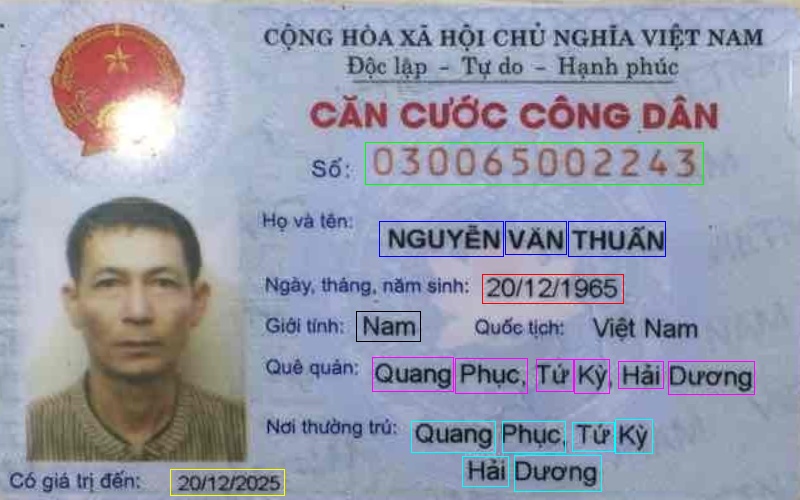 CỘNG HÒA XÃ HỘI CHỦ NGHĨA VIỆT NAM
Độc lập - Tự do - Hạnh phúc
CĂN CƯỚC CÔNG DÂN
Số: 030065002243
Họ và tên: NGUYỄN VĂN THUẤN
Ngày, tháng, năm sinh: 20/12/1965
Giới tính: Nam Quốc tịch: Việt Nam
Quê quán: Quang Phục, Tứ Kỳ, Hải Dương
Nơi thường trú: Quang Phục, Tứ Kỳ
Hải Dương
Có giá trị đến: 20/12/2025